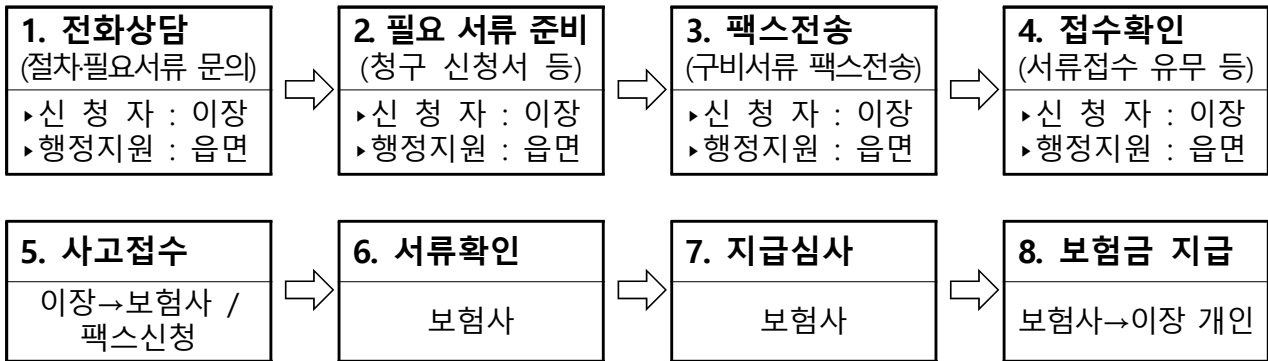 1. 전화상담
(절차·필요서류 문의)
▸신 청 자 : 이장
▸행정지원 : 읍면
2. 필요 서류 준비
(청구 신청서 등)
▸신 청 자 : 이장
▸행정지원 : 읍면
3. 팩스전송
(구비서류 팩스전송)
▸신 청 자 : 이장
▸행정지원 : 읍면
4. 접수확인
(서류접수 유무 등)
▸신 청 자 : 이장
▸행정지원 : 읍면
5. 사고접수
이장→보험사 /
팩스신청
6. 서류확인
보험사
7. 지급심사
보험사
8. 보험금 지급
보험사→이장 개인